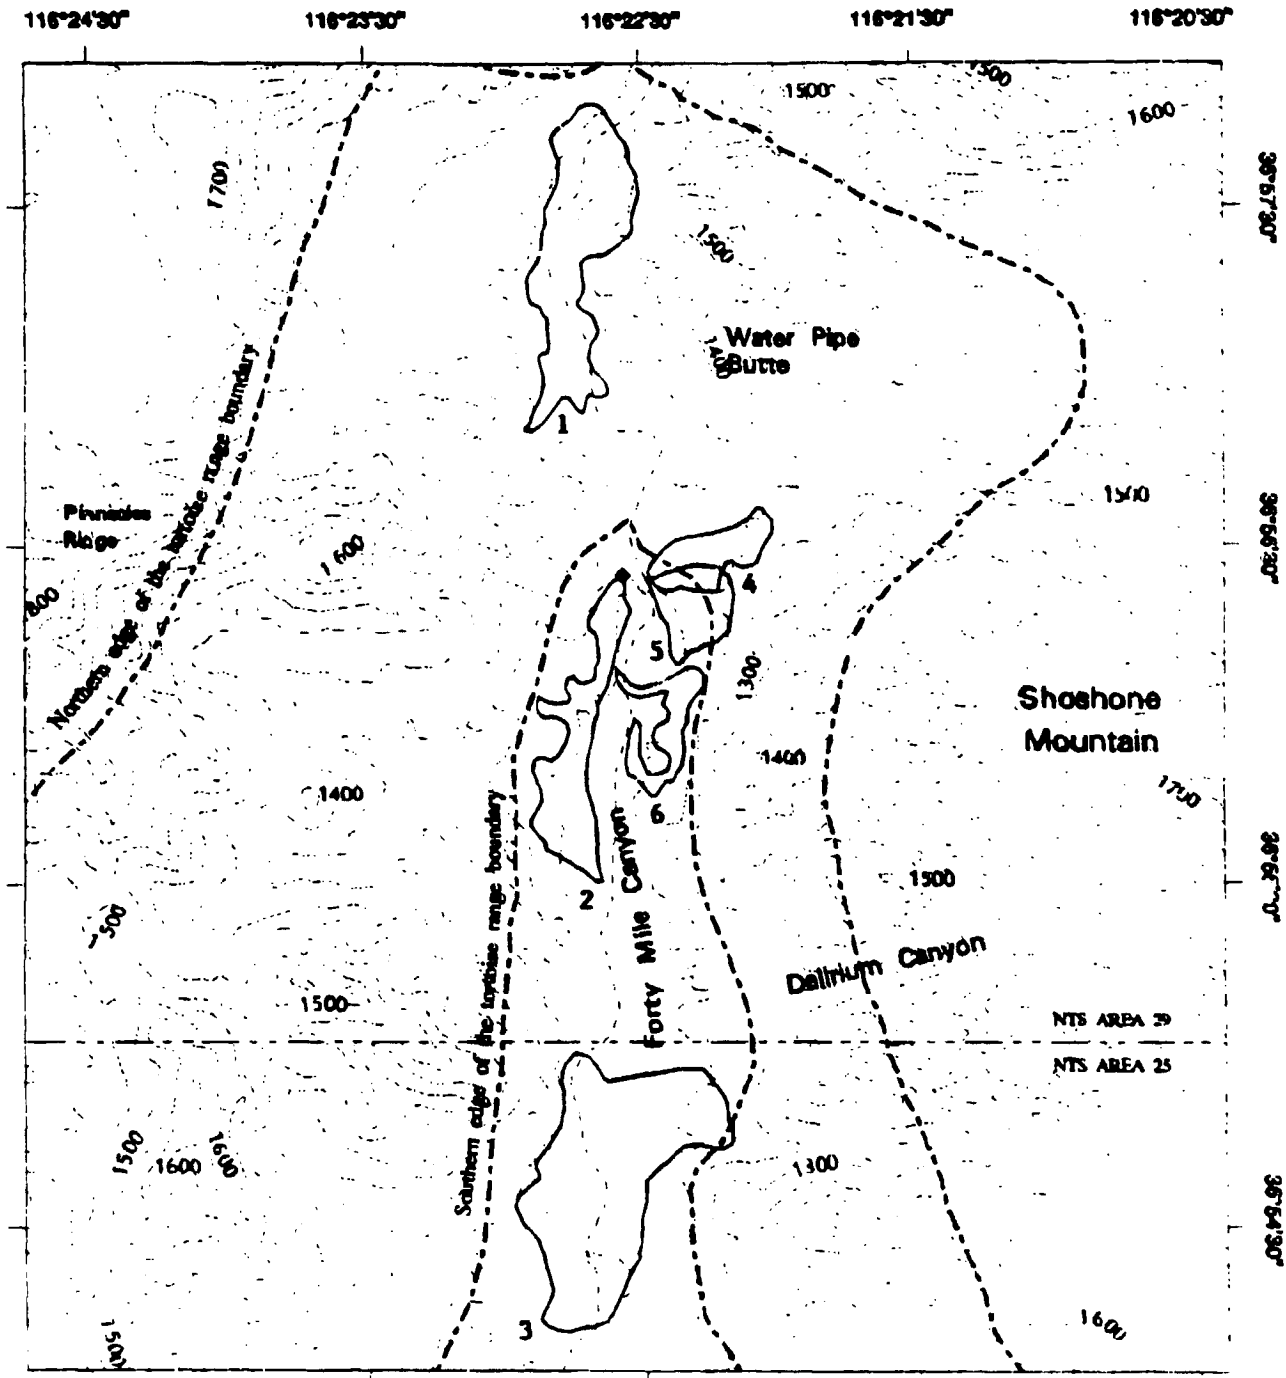 116°24'30" 116°23'30" 116°22'30" 116°21'30" 116°20'30"
1500
1500
1600
36°57'30"
1700
1500
Water Pipe
Butte
1400
1
Northern edge of the tortoise range boundary
Pinnacles
Ridge
1500
36°56'30"
1600
800
4
5
1300
Shoshone
Mountain
1400
1400
1700
6
2
Southern edge of the tortoise range boundary
Forty Mile Canyon
1500
1500
Delirium Canyon
1500
NTS AREA 29
NTS AREA 25
1500
1600
1600
1300
36°54'30"
3
1500
1600